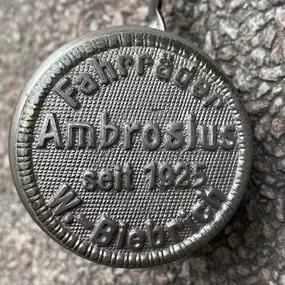 Fahrräder
Ambrosius
seit 1925
W.-Biebrich